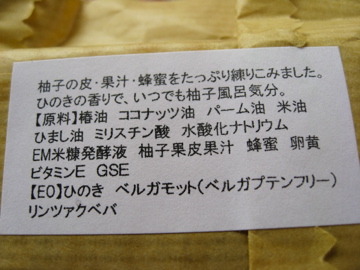 柚子の皮・果汁・蜂蜜をたっぷり練りこみました。
ひのきの香りで、いつでも柚子風呂気分。
【原料】椿油 ココナッツ油 パーム油 米油
ひまし油 ミリスチン酸 水酸化ナトリウム
EM米糠発酵液 柚子果皮果汁 蜂蜜 卵黄
ビタミンE GSE
【EO】ひのき ベルガモット(ベルガプテンフリー)
リンツァクベバ